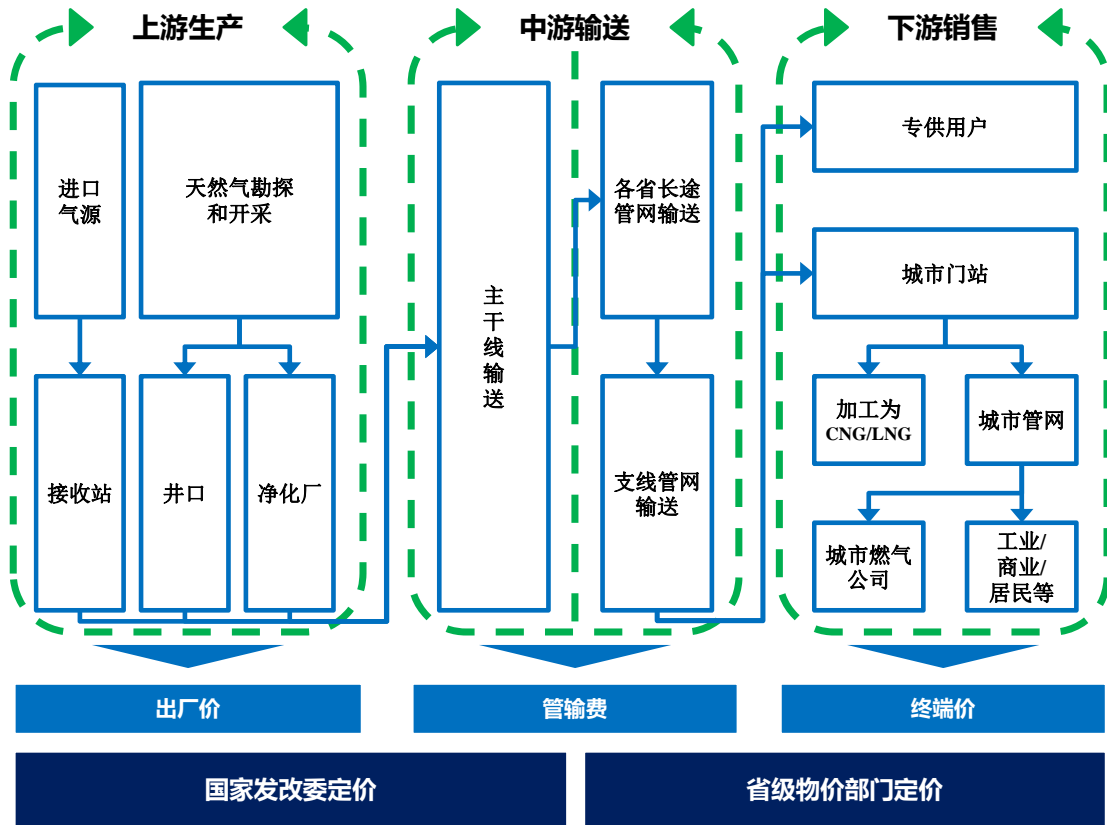 上游生产
中游输送
下游销售
进口
气源
天然气勘探
和开采
接收站
井口
净化厂
主
干
线
输
送
各省长途
管网输送
支线管网
输送
专供用户
城市门站
加工为
CNG/LNG
城市管网
城市燃气
公司
工业/
商业/
居民等
出厂价
管输费
终端价
国家发改委定价
省级物价部门定价